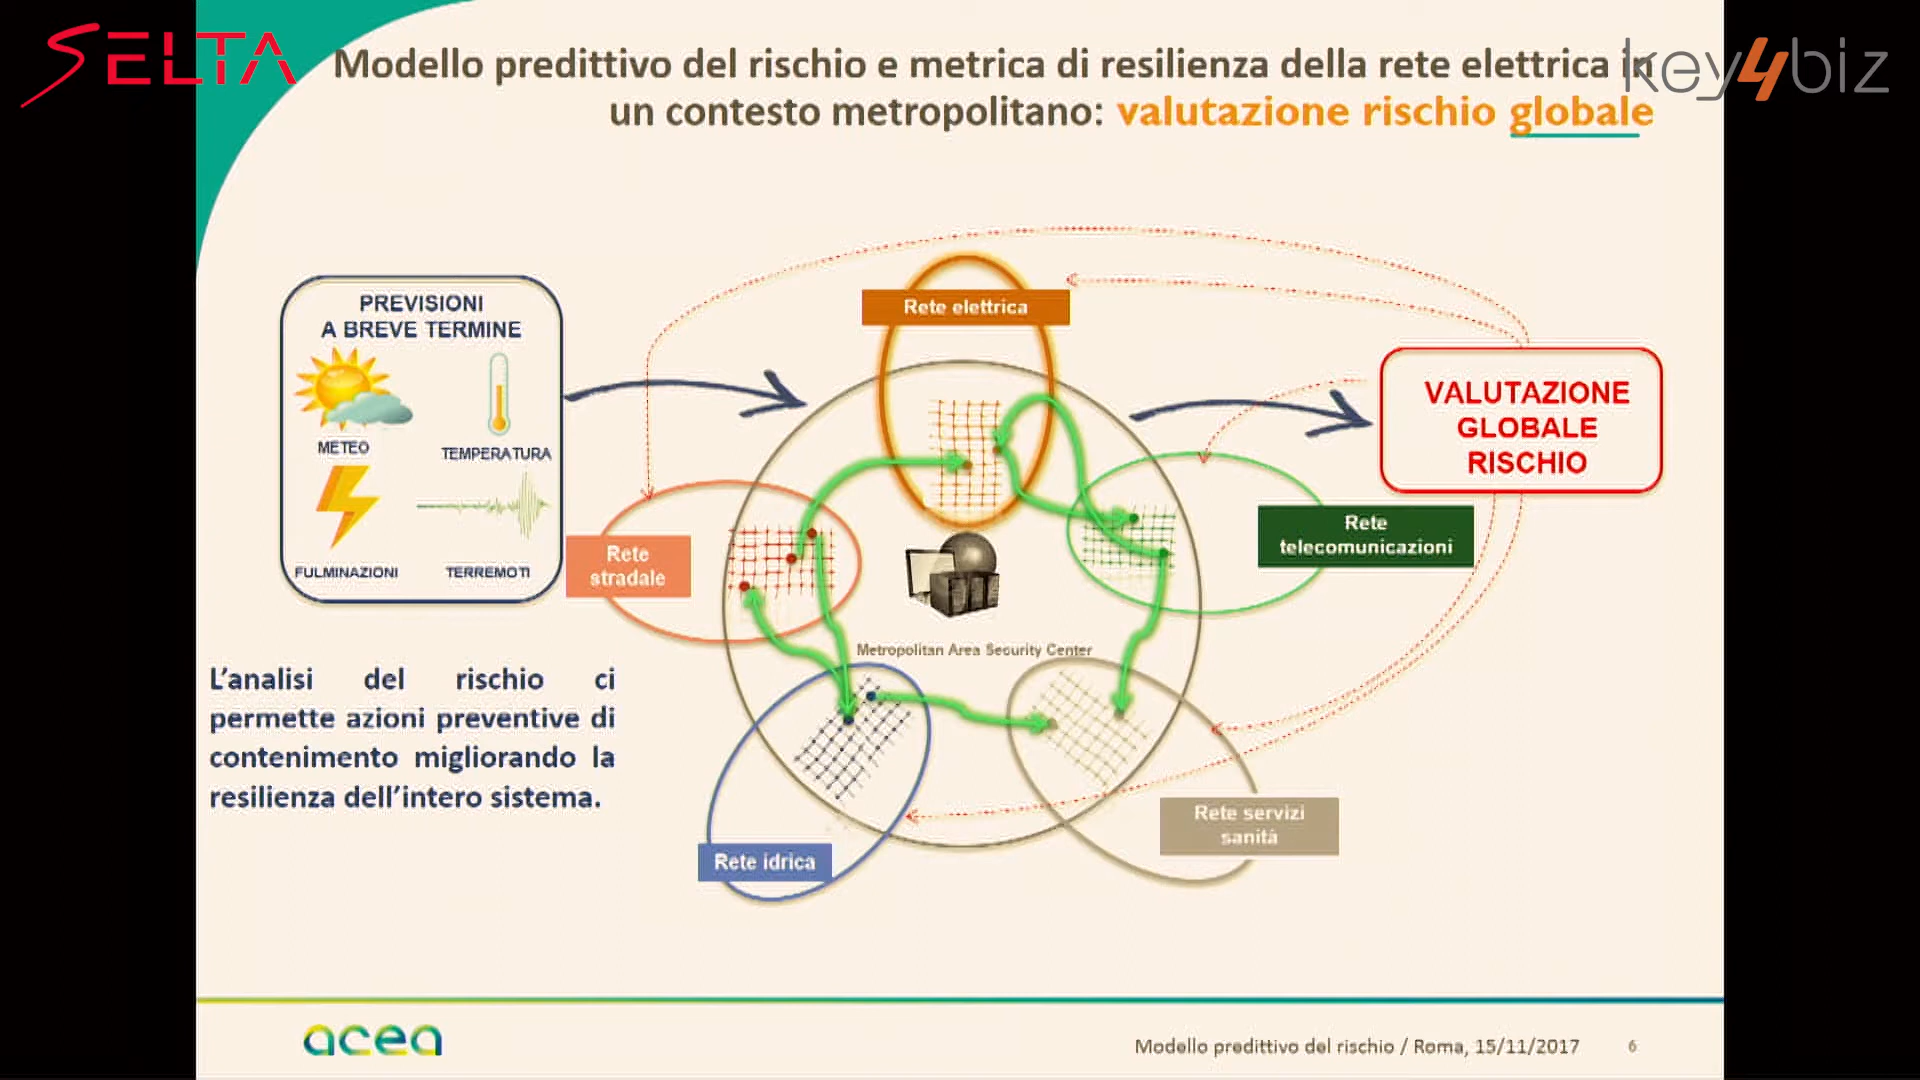 SELTA
key4biz
Modello predittivo del rischio e metrica di resilienza della rete elettrica in
un contesto metropolitano: valutazione rischio globale
PREVISIONI
A BREVE TERMINE
METEO
TEMPERATURA
FULMINAZIONI
TERREMOTI
Rete elettrica
VALUTAZIONE
GLOBALE
RISCHIO
Rete
telecomunicazioni
Rete
stradale
Metropolitan Area Security Center
L'analisi del rischio ci
permette azioni preventive di
contenimento migliorando la
resilienza dell'intero sistema.
Rete servizi
sanità
Rete idrica
acea
Modello predittivo del rischio / Roma, 15/11/2017
6